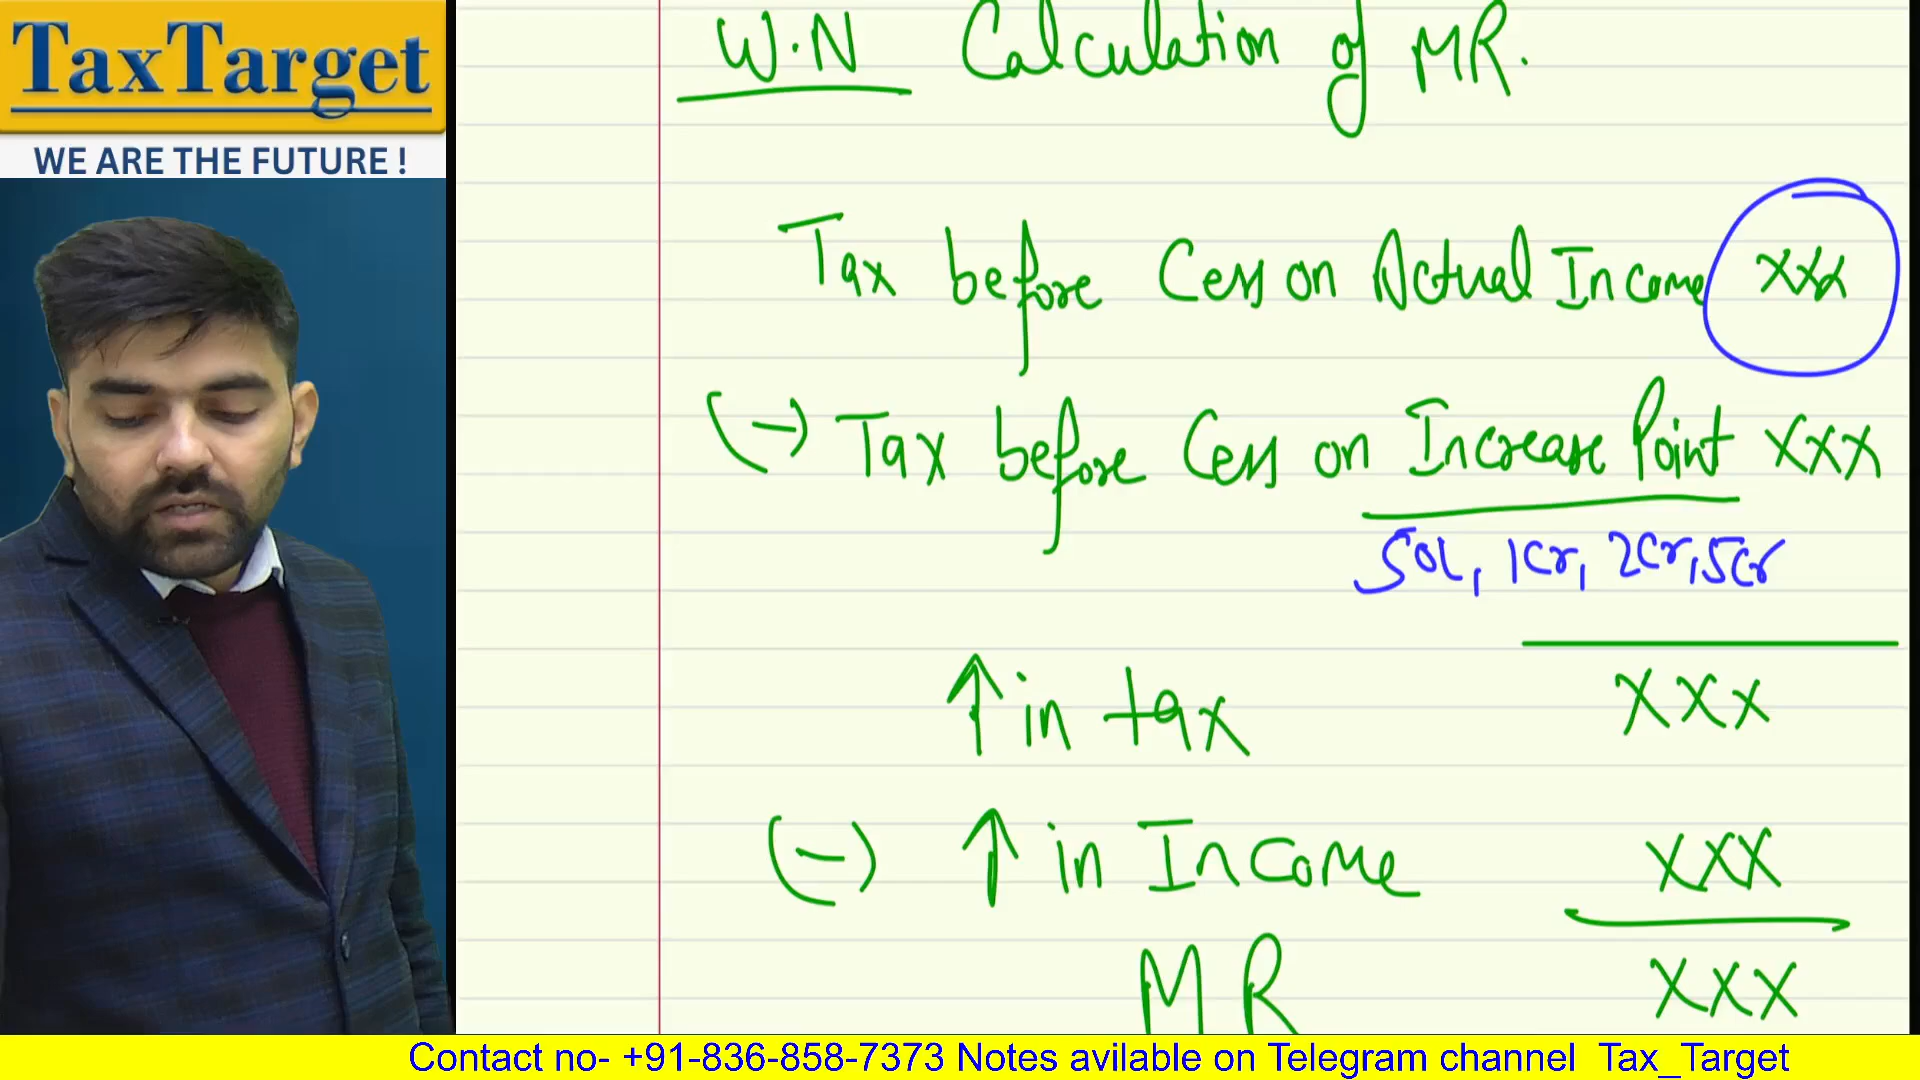 TaxTarget
WE ARE THE FUTURE !
W.N Calculation of MR.
Tax before Cess on Actual Income xxx
(-) Tax before Cess on Increase Point xxx
50L, 1Cr, 2Cr, 5Cr
↑ in tax xxx
(-) ↑ in Income xxx
MR xxx
Contact no- +91-836-858-7373 Notes avilable on Telegram channel Tax_Target